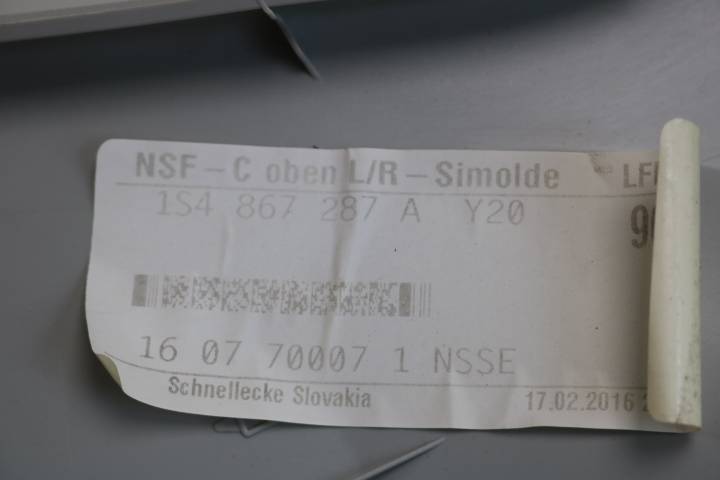 NSF - C oben L/R - Simolde
1S4 867 287 A Y20
16 07 70007 1 NSSE
Schnellecke Slovakia
17.02.2016